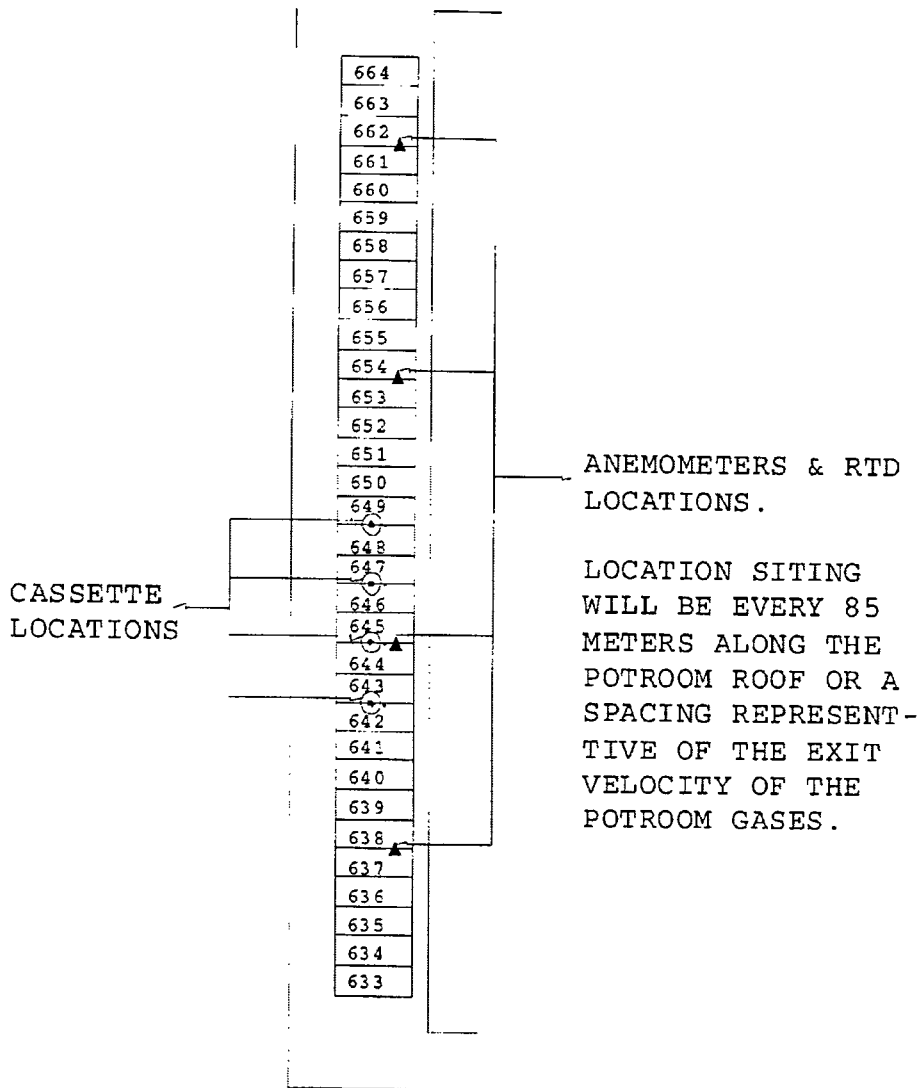 664
663
662
661
660
659
658
657
656
655
654
653
652
651
650
649
648
647
646
645
644
643
642
641
640
639
638
637
636
635
634
633
CASSETTE
LOCATIONS
ANEMOMETERS & RTD
LOCATIONS.
LOCATION SITING
WILL BE EVERY 85
METERS ALONG THE
POTROOM ROOF OR A
SPACING REPRESENT-
TIVE OF THE EXIT
VELOCITY OF THE
POTROOM GASES.